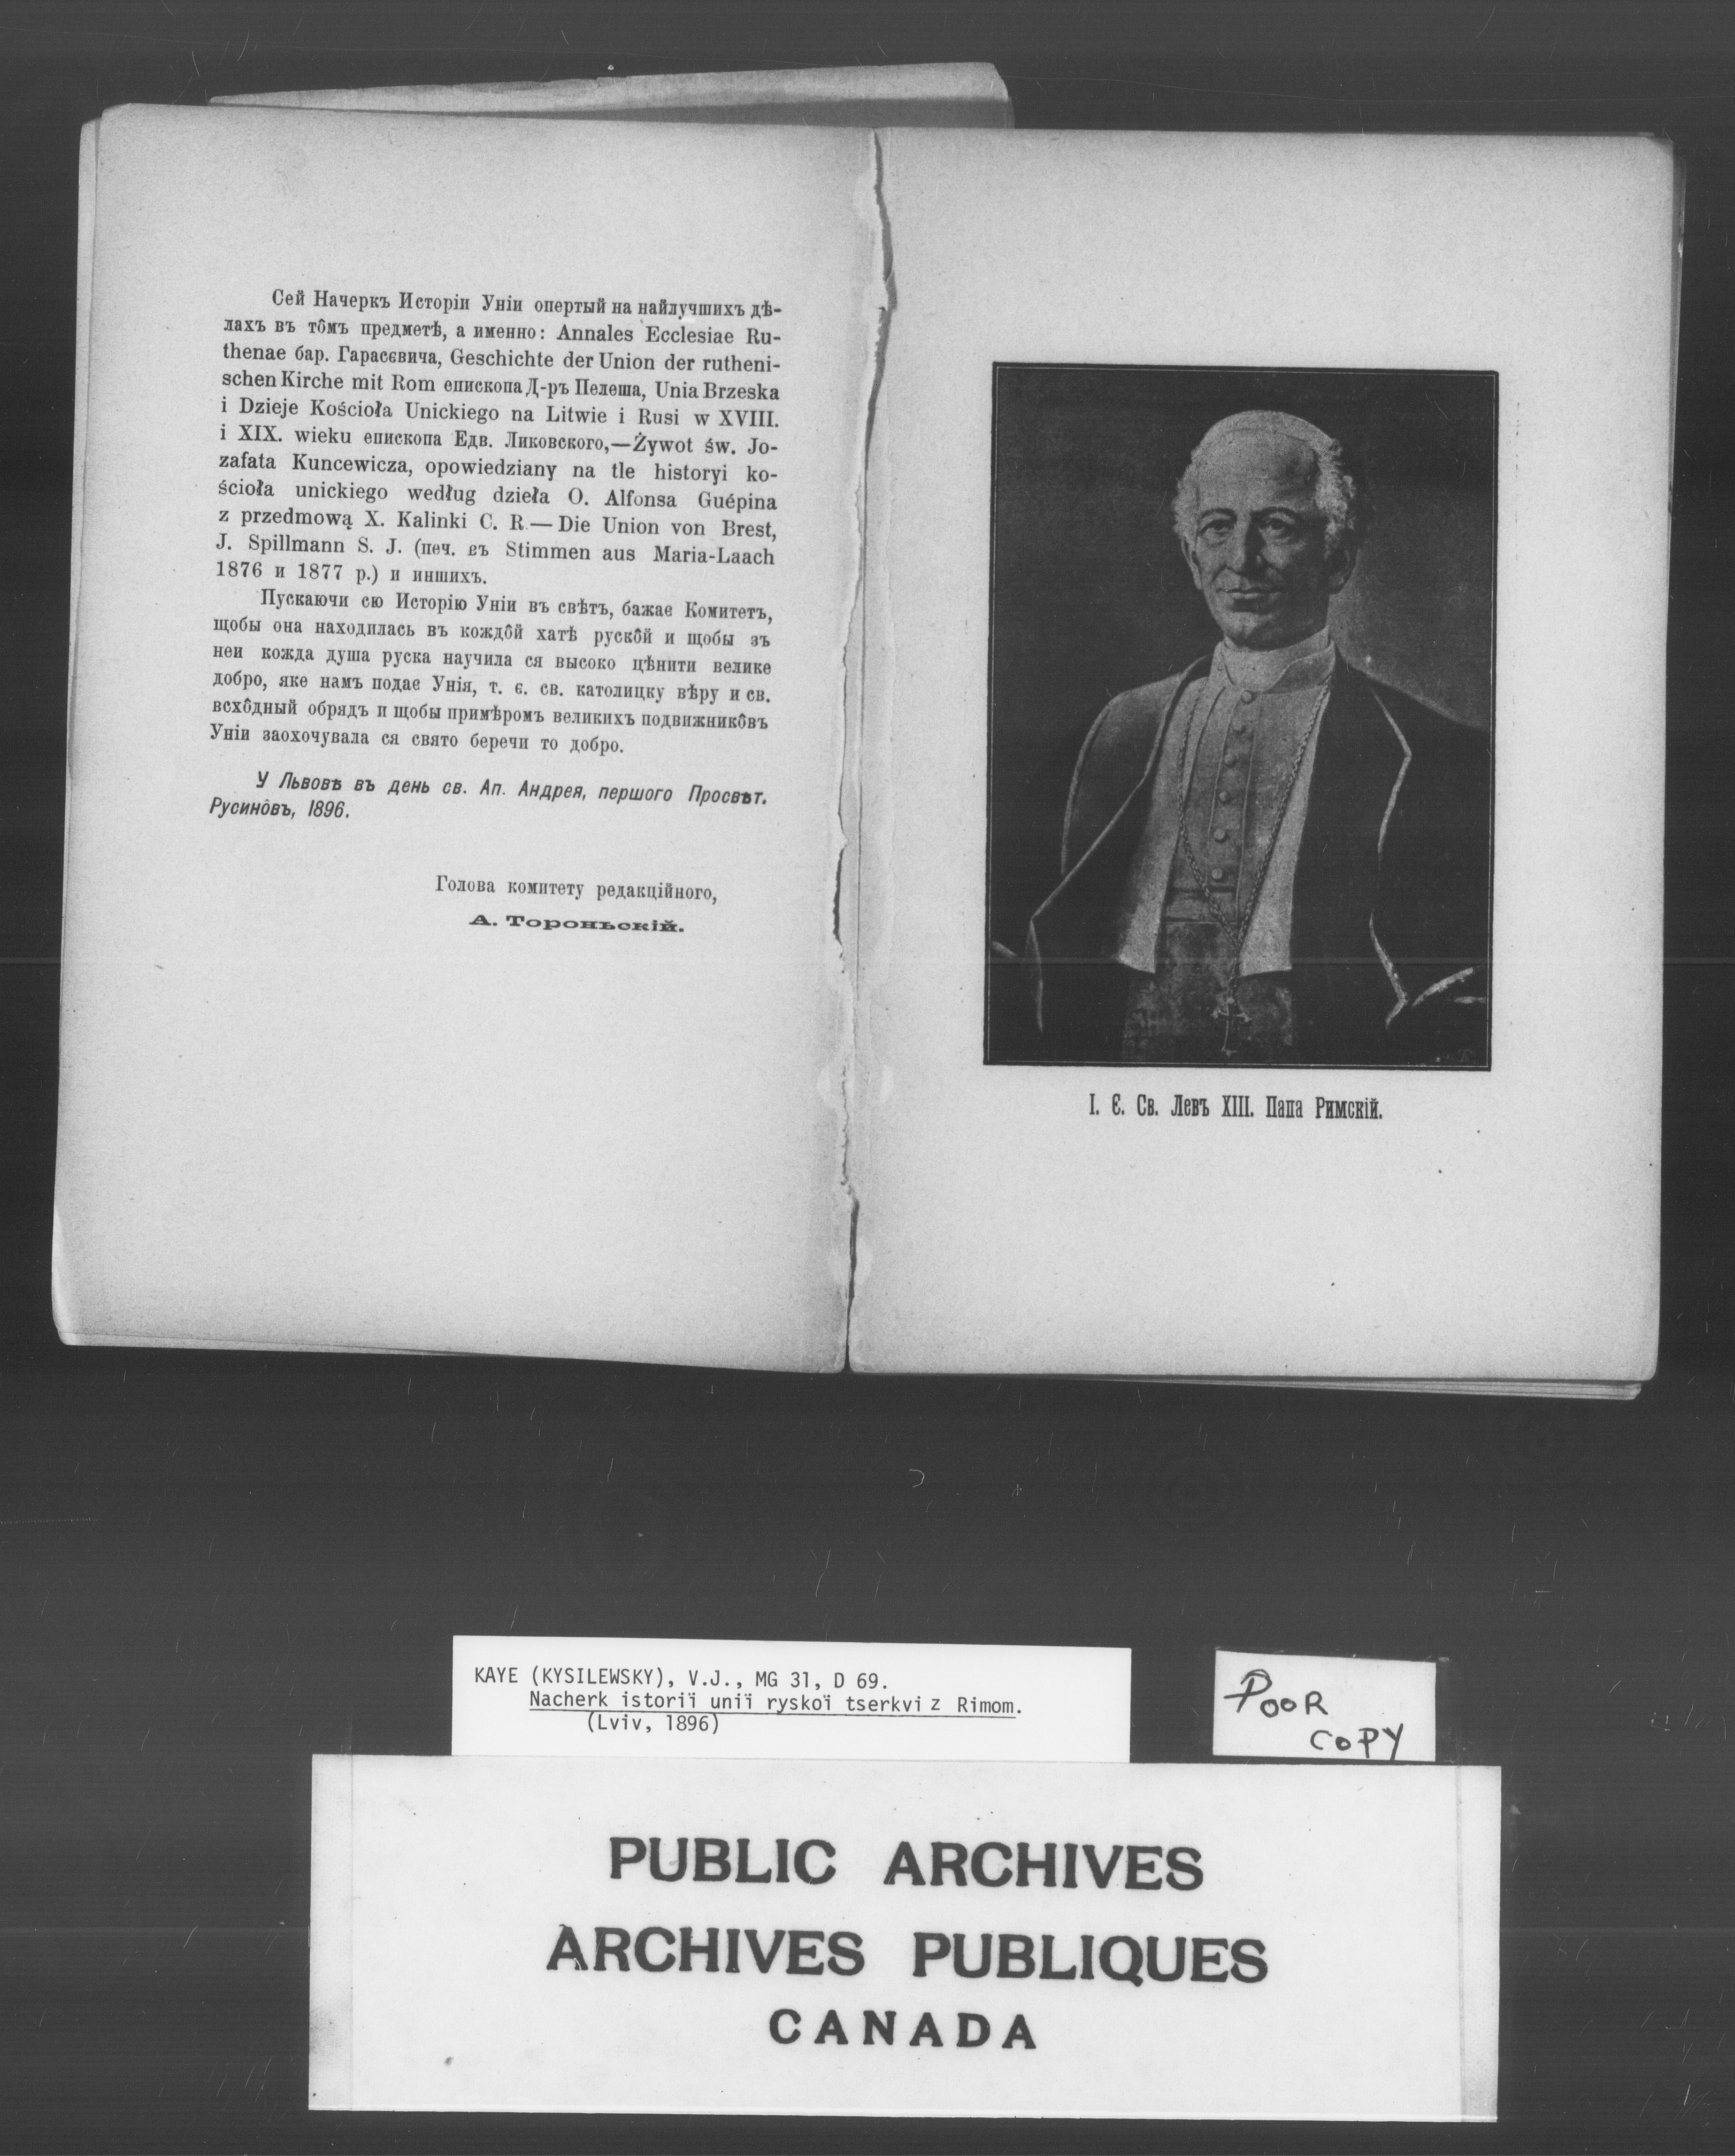 Сей Начеркъ Исторіи Уніи опертый на найлучшихъ дѣ-
лахъ въ тôмъ предметѣ, а именно: Annales Ecclesiae Ru-
thenae бар. Гарасєвича, Geschichte der Union der rutheni-
schen Kirche mit Rom епископа Д-ръ Пелеша, Unia Brzeska
i Dzieje Kościoła Unickiego na Litwie i Rusi w XVIII.
i XIX. wieku епископа Едв. Ликовского,—Żywot św. Jo-
zafata Kuncewicza, opowiedziany na tle historyi ko-
ścioła unickiego według dzieła O. Alfonsa Guépina
z przedmową X. Kalinki C. R.— Die Union von Brest,
J. Spillmann S. J. (печ. въ Stimmen aus Maria-Laach
1876 и 1877 р.) и иншихъ.
Пускаючи сю Исторію Уніи въ свѣтъ, бажає Комитетъ,
щобы она находилась въ кождôй хатѣ рускôй и щобы зъ
неи кожда душа руска научила ся высоко цѣнити велике
добро, яке намъ подає Унія, т. є. св. католицку вѣру и св.
всхôдный обрядъ и щобы примѣромъ великихъ подвижникôвъ
Уніи заохочувала ся свято беречи то добро.
У Львовѣ въ день св. Ап. Андрея, першого Просвѣт.
Русинôвъ, 1896.
Голова комитету редакційного,
А. Тороньскій.
І. Є. Св. Левъ XIII. Папа Римскій.
KAYE (KYSILEWSKY), V.J., MG 31, D 69.
Nacherk istoriï uniï ryskoï tserkvi z Rimom.
(Lviv, 1896)
POOR
COPY
PUBLIC ARCHIVES
ARCHIVES PUBLIQUES
CANADA